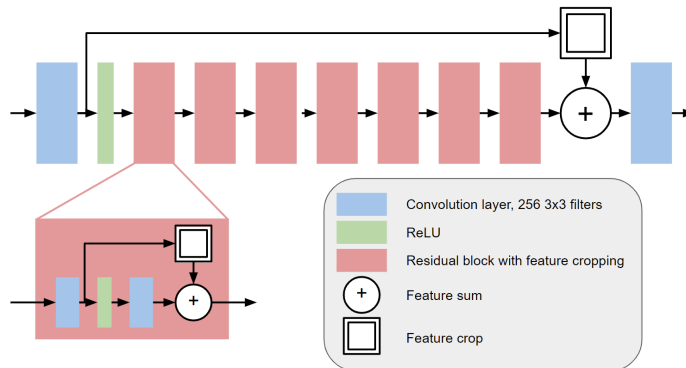 +
Convolution layer, 256 3x3 filters
ReLU
Residual block with feature cropping
+
+ Feature sum
Feature crop